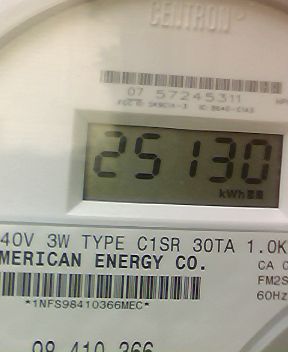 CENTRON
07 57245311
25130
kWh
40V 3W TYPE C1SR 30TA 1.0K
MERICAN ENERGY CO.
CA 0
FM2S
60Hz
*1NFS98410366MEC*
98 410 366